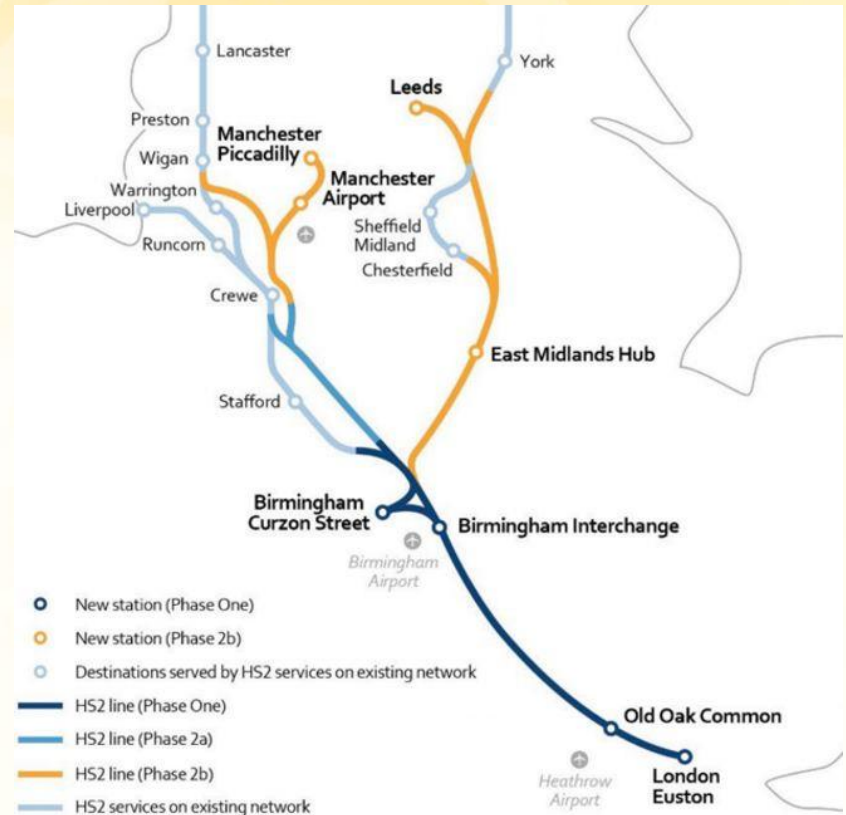 Lancaster
York
Leeds
Preston
Manchester
Piccadilly
Wigan
Manchester
Airport
Warrington
Liverpool
Sheffield
Midland
Runcorn
Chesterfield
Crewe
East Midlands Hub
Stafford
Birmingham
Curzon Street
Birmingham Interchange
Birmingham
Airport
New station (Phase One)
New station (Phase 2b)
Destinations served by HS2 services on existing network
HS2 line (Phase One)
Old Oak Common
HS2 line (Phase 2a)
HS2 line (Phase 2b)
Heathrow
Airport
London
Euston
HS2 services on existing network